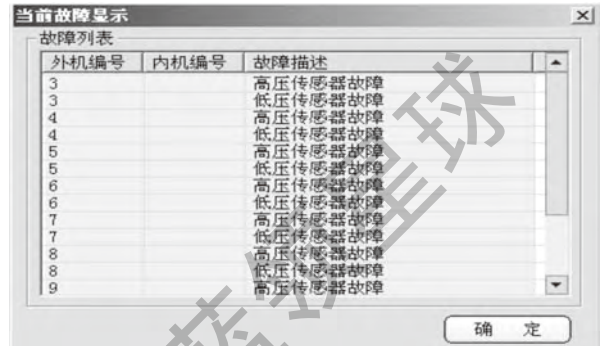 当前故障显示
故障列表
外机编号 内机编号 故障描述
3 高压传感器故障
3 低压传感器故障
4 高压传感器故障
4 低压传感器故障
5 高压传感器故障
5 低压传感器故障
6 高压传感器故障
6 低压传感器故障
7 高压传感器故障
7 低压传感器故障
8 高压传感器故障
8 低压传感器故障
9 高压传感器故障
确 定